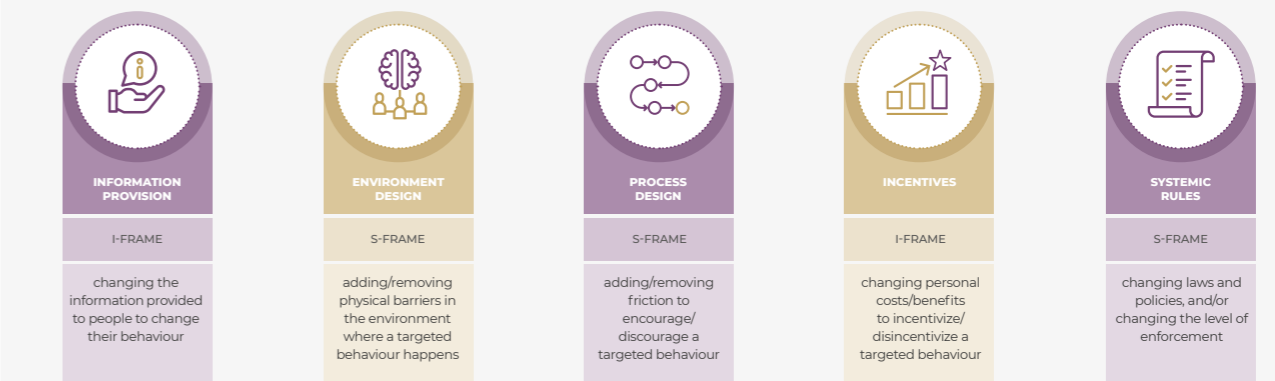 INFORMATION
PROVISION
I-FRAME
changing the
information provided
to people to change
their behaviour
ENVIRONMENT
DESIGN
S-FRAME
adding/removing
physical barriers in
the environment
where a targeted
behaviour happens
PROCESS
DESIGN
S-FRAME
adding/removing
friction to
encourage/
discourage a
targeted behaviour
INCENTIVES
I-FRAME
changing personal
costs/benefits
to incentivize/
disincentivize a
targeted behaviour
SYSTEMIC
RULES
S-FRAME
changing laws and
policies, and/or
changing the level of
enforcement